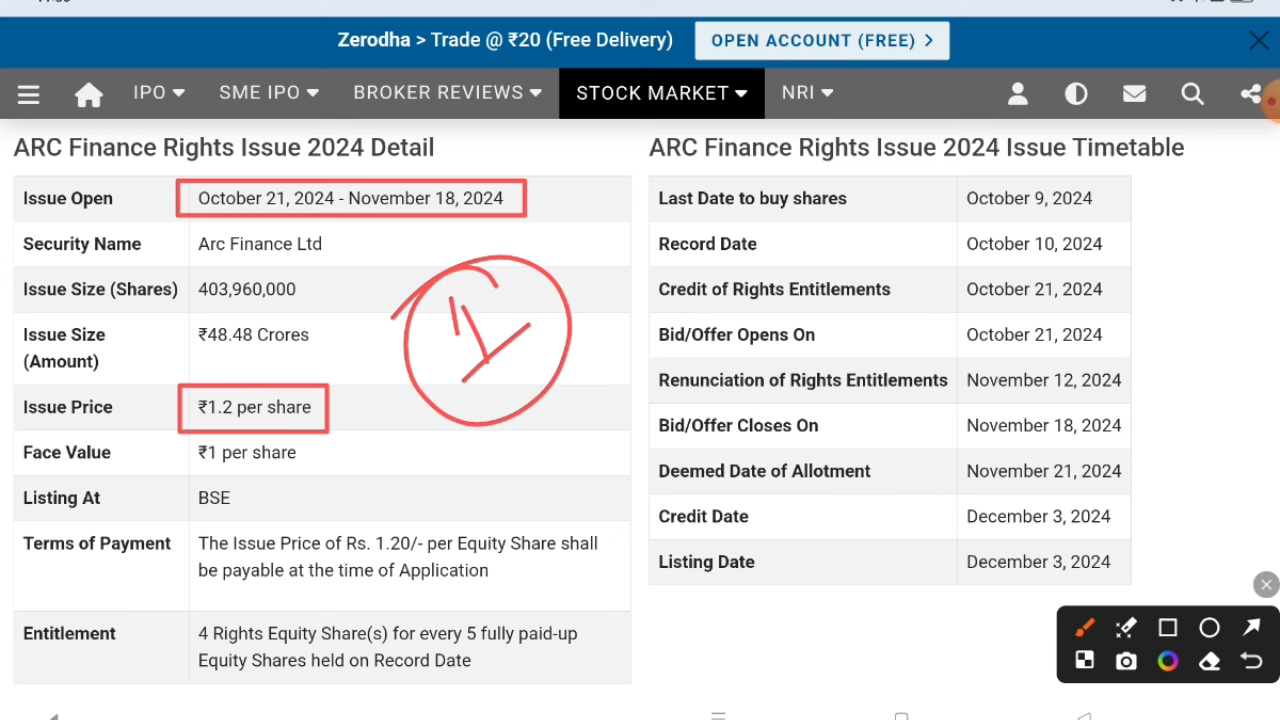 Zerodha > Trade @ ₹20 (Free Delivery)
OPEN ACCOUNT (FREE) >
IPO
SME IPO
BROKER REVIEWS
STOCK MARKET
NRI
ARC Finance Rights Issue 2024 Detail
Issue Open October 21, 2024 - November 18, 2024
Security Name Arc Finance Ltd
Issue Size (Shares) 403,960,000
Issue Size ₹48.48 Crores
(Amount)
Issue Price ₹1.2 per share
Face Value ₹1 per share
Listing At BSE
Terms of Payment The Issue Price of Rs. 1.20/- per Equity Share shall
be payable at the time of Application
Entitlement 4 Rights Equity Share(s) for every 5 fully paid-up
Equity Shares held on Record Date
ARC Finance Rights Issue 2024 Issue Timetable
Last Date to buy shares October 9, 2024
Record Date October 10, 2024
Credit of Rights Entitlements October 21, 2024
Bid/Offer Opens On October 21, 2024
Renunciation of Rights Entitlements November 12, 2024
Bid/Offer Closes On November 18, 2024
Deemed Date of Allotment November 21, 2024
Credit Date December 3, 2024
Listing Date December 3, 2024